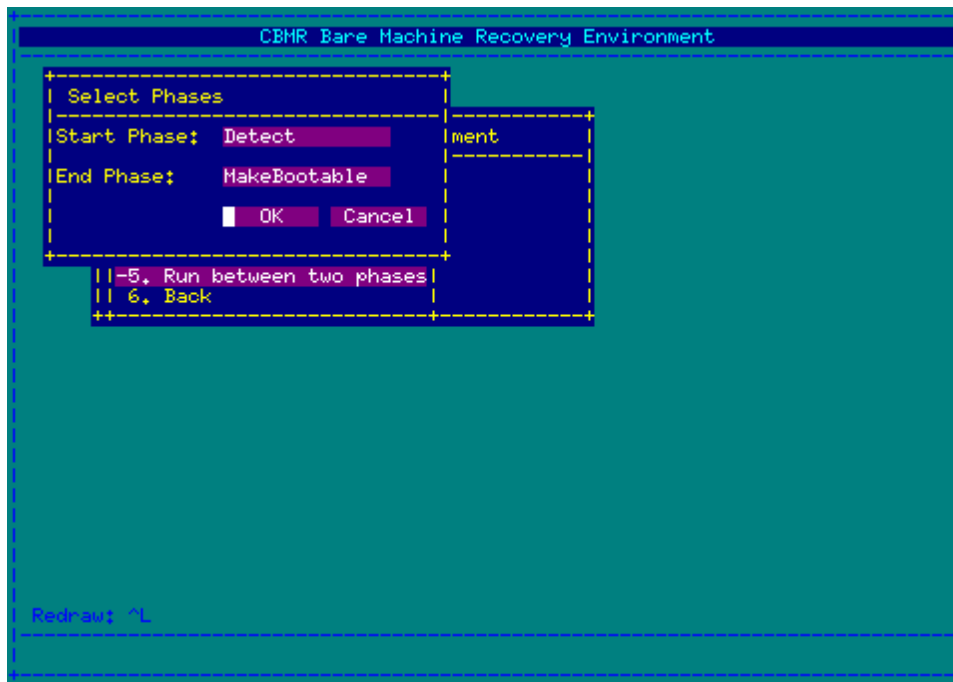 CBMR Bare Machine Recovery Environment
Select Phases
Start Phase: Detect
ment
End Phase: MakeBootable
OK Cancel
-5. Run between two phases
6. Back
Redraw: ^L